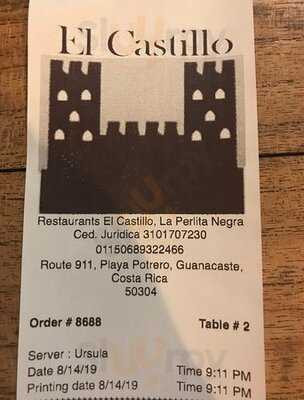 El Castillo
Restaurants El Castillo, La Perlita Negra
Ced. Juridica 3101707230
01150689322466
Route 911, Playa Potrero, Guanacaste,
Costa Rica
50304
Order # 8688 Table # 2
Server : Ursula
Date 8/14/19 Time 9:11 PM
Printing date 8/14/19 Time 9:11 PM